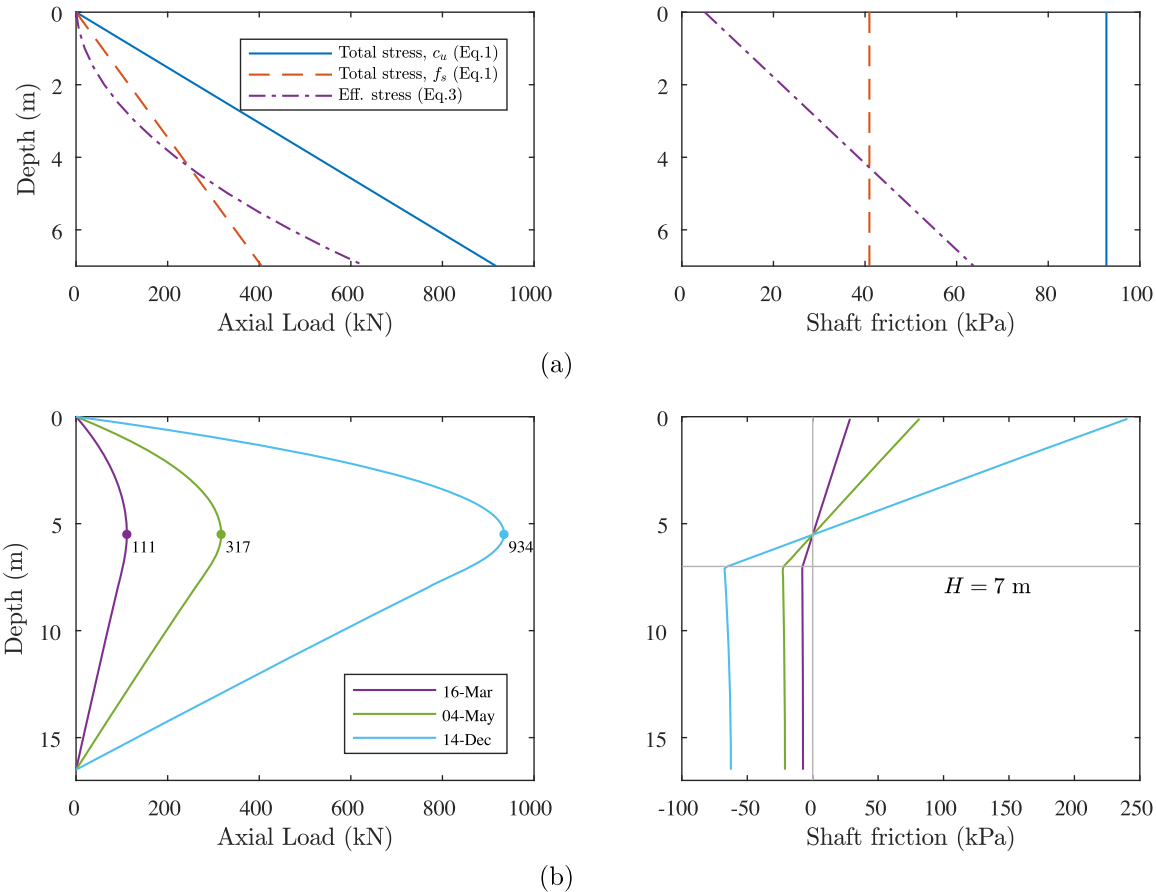 0
2
4
6
Depth (m)
Total stress, cu (Eq.1)
Total stress, fs (Eq.1)
Eff. stress (Eq.3)
0 200 400 600 800 1000
Axial Load (kN)
0
2
4
6
0 20 40 60 80 100
Shaft friction (kPa)
(a)
0
5
10
15
Depth (m)
111 317 934
16-Mar
04-May
14-Dec
0 200 400 600 800 1000
Axial Load (kN)
0
5
10
15
H = 7 m
-100 -50 0 50 100 150 200 250
Shaft friction (kPa)
(b)